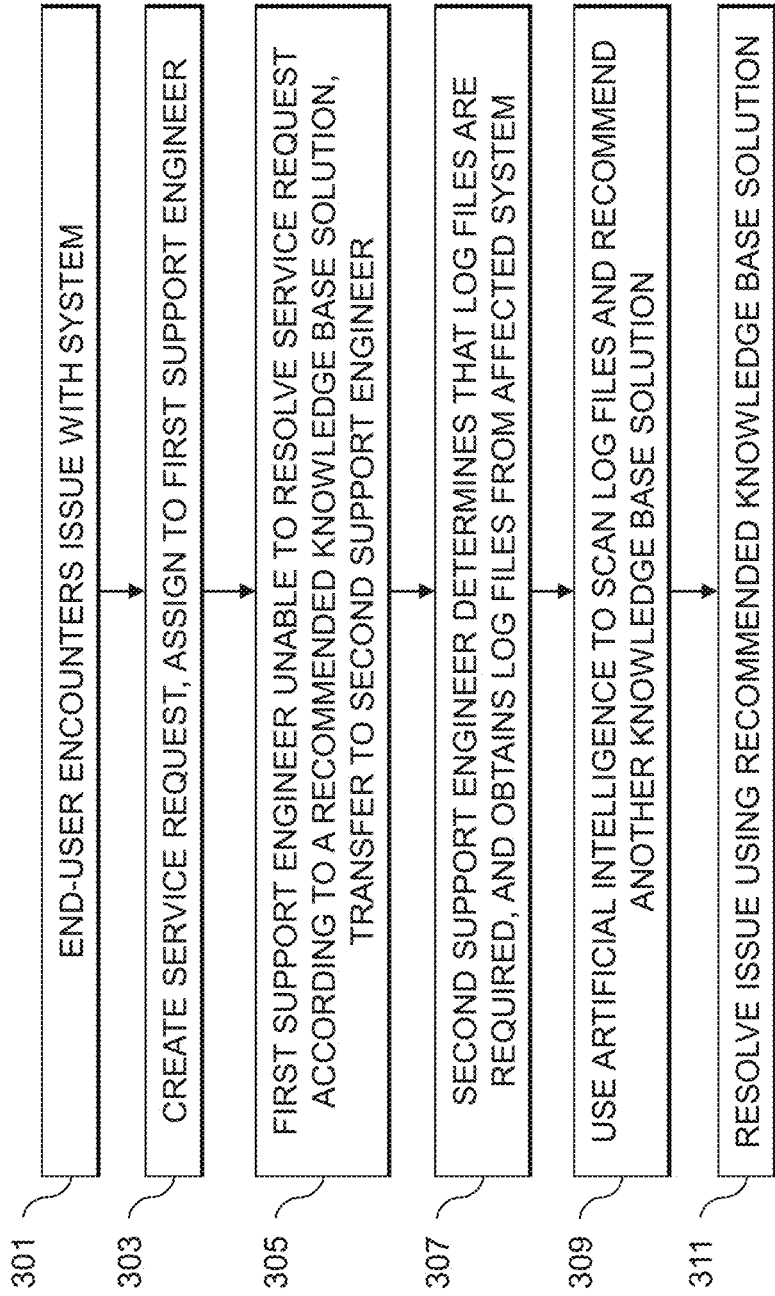 301
END-USER ENCOUNTERS ISSUE WITH SYSTEM
303
CREATE SERVICE REQUEST, ASSIGN TO FIRST SUPPORT ENGINEER
305
FIRST SUPPORT ENGINEER UNABLE TO RESOLVE SERVICE REQUEST
ACCORDING TO A RECOMMENDED KNOWLEDGE BASE SOLUTION,
TRANSFER TO SECOND SUPPORT ENGINEER
307
SECOND SUPPORT ENGINEER DETERMINES THAT LOG FILES ARE
REQUIRED, AND OBTAINS LOG FILES FROM AFFECTED SYSTEM
309
USE ARTIFICIAL INTELLIGENCE TO SCAN LOG FILES AND RECOMMEND
ANOTHER KNOWLEDGE BASE SOLUTION
311
RESOLVE ISSUE USING RECOMMENDED KNOWLEDGE BASE SOLUTION